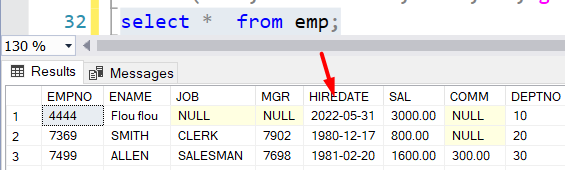 32 select * from emp;
130 %
Results Messages
EMPNO ENAME JOB MGR HIREDATE SAL COMM DEPTNO
1 4444 Flou flou NULL NULL 2022-05-31 3000.00 NULL 10
2 7369 SMITH CLERK 7902 1980-12-17 800.00 NULL 20
3 7499 ALLEN SALESMAN 7698 1981-02-20 1600.00 300.00 30